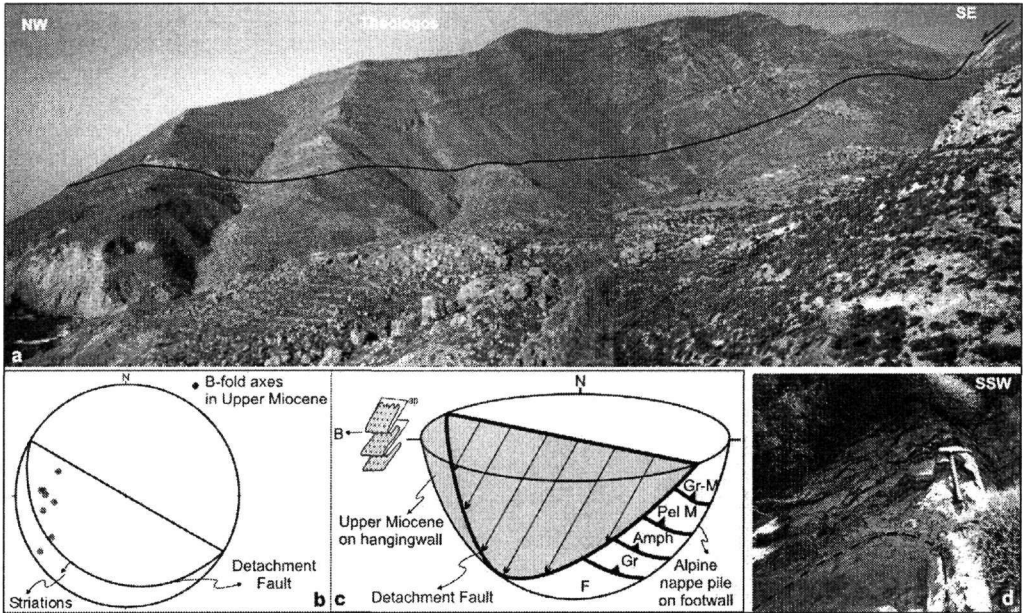 NW
Theologos
SE
a
N
B-fold axes
in Upper Miocene
Detachment
Fault
Striations
b
N
B
Upper Miocene
on hangingwall
Detachment Fault
c
Gr-M
Pel M
Amph
Gr
F
Alpine
nappe pile
on footwall
SSW
d